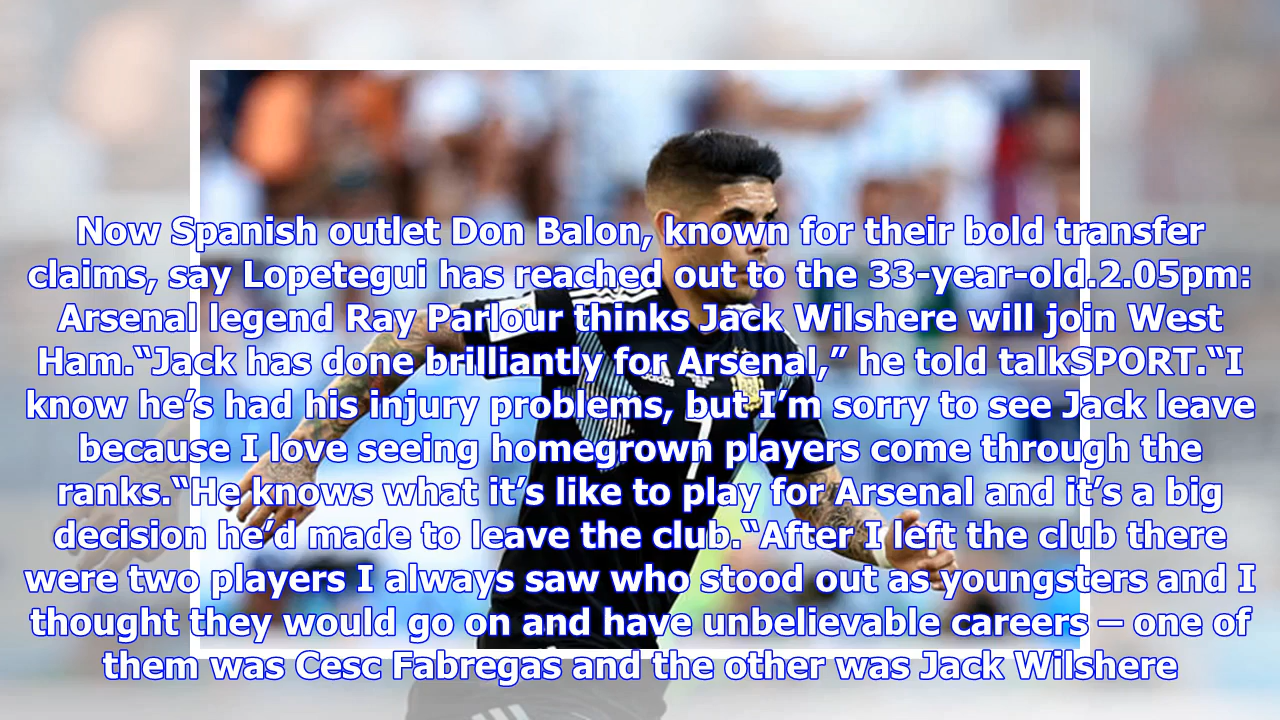 Now Spanish outlet Don Balon, known for their bold transfer
claims, say Lopetegui has reached out to the 33-year-old.2.05pm:
Arsenal legend Ray Parlour thinks Jack Wilshere will join West
Ham.“Jack has done brilliantly for Arsenal,” he told talkSPORT.“I
know he’s had his injury problems, but I’m sorry to see Jack leave
because I love seeing homegrown players come through the
ranks.“He knows what it’s like to play for Arsenal and it’s a big
decision he’d made to leave the club.“After I left the club there
were two players I always saw who stood out as youngsters and I
thought they would go on and have unbelievable careers – one of
them was Cesc Fabregas and the other was Jack Wilshere
adidas
7